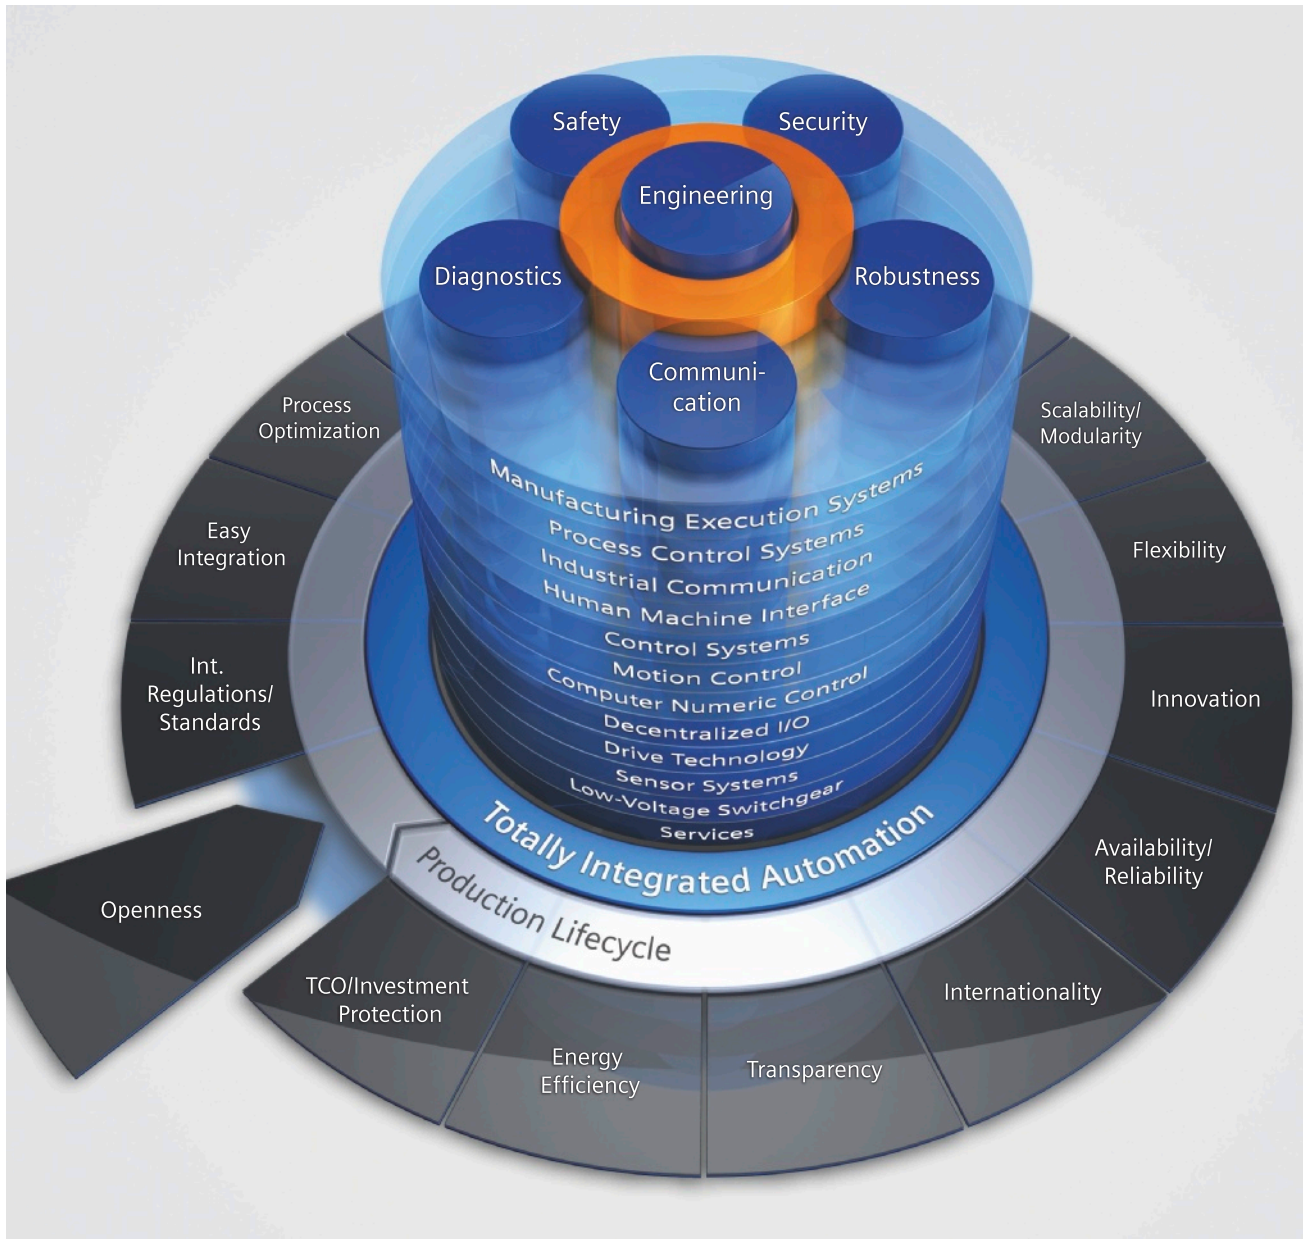 Safety
Security
Engineering
Diagnostics
Robustness
Communi-
cation
Process
Optimization
Scalability/
Modularity
Manufacturing Execution Systems
Process Control Systems
Industrial Communication
Human Machine Interface
Control Systems
Motion Control
Computer Numeric Control
Decentralized I/O
Drive Technology
Sensor Systems
Low-Voltage Switchgear
Services
Easy
Integration
Flexibility
Int.
Regulations/
Standards
Innovation
Totally Integrated Automation
Production Lifecycle
Availability/
Reliability
Openness
TCO/Investment
Protection
Internationality
Energy
Efficiency
Transparency